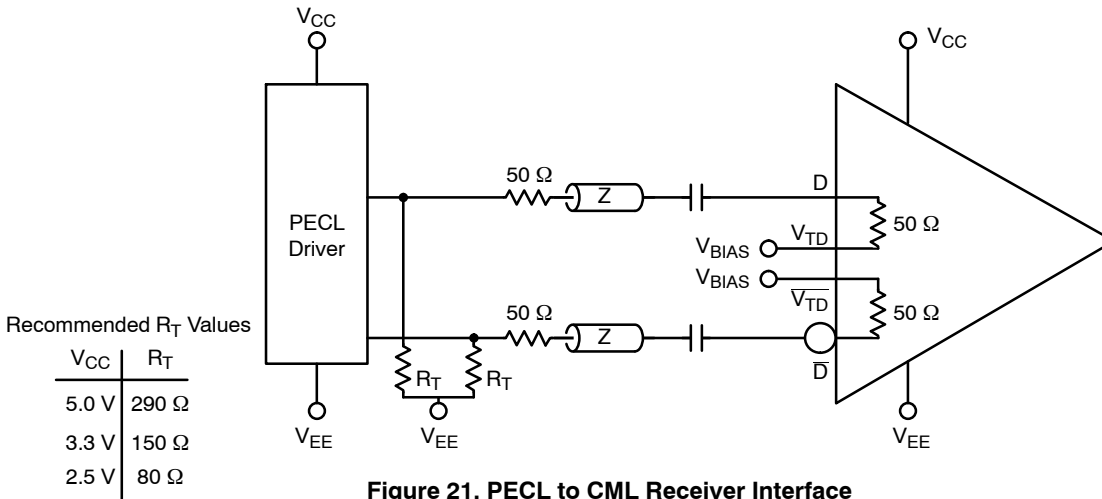 V_CC
V_CC
50 Ω
Z
D
50 Ω
PECL
Driver
V_BIAS
V_TD
V_BIAS
V̅_T̅D̅
50 Ω
Z
50 Ω
D̅
R_T
R_T
V_EE
V_EE
V_EE
Recommended R_T Values
V_CC R_T
5.0 V 290 Ω
3.3 V 150 Ω
2.5 V 80 Ω
Figure 21. PECL to CML Receiver Interface